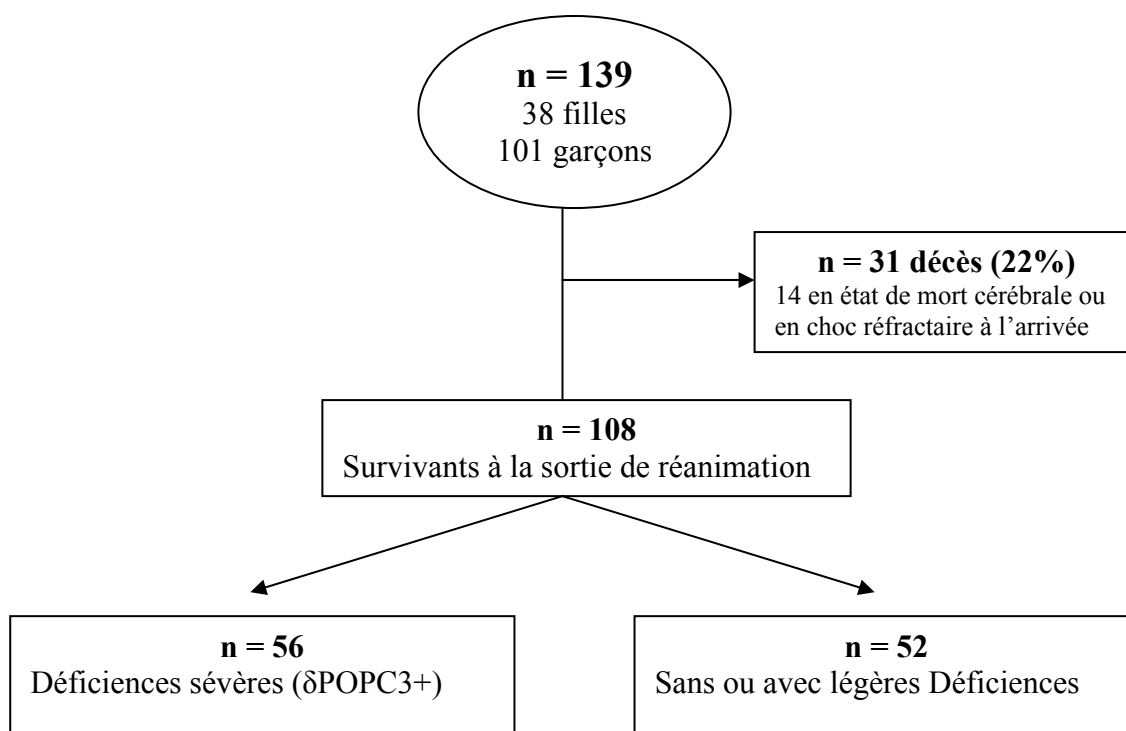 n = 139
38 filles
101 garçons
n = 31 décès (22%)
14 en état de mort cérébrale ou
en choc réfractaire à l’arrivée
n = 108
Survivants à la sortie de réanimation
n = 56
Déficiences sévères (δPOPC3+)
n = 52
Sans ou avec légères Déficiences